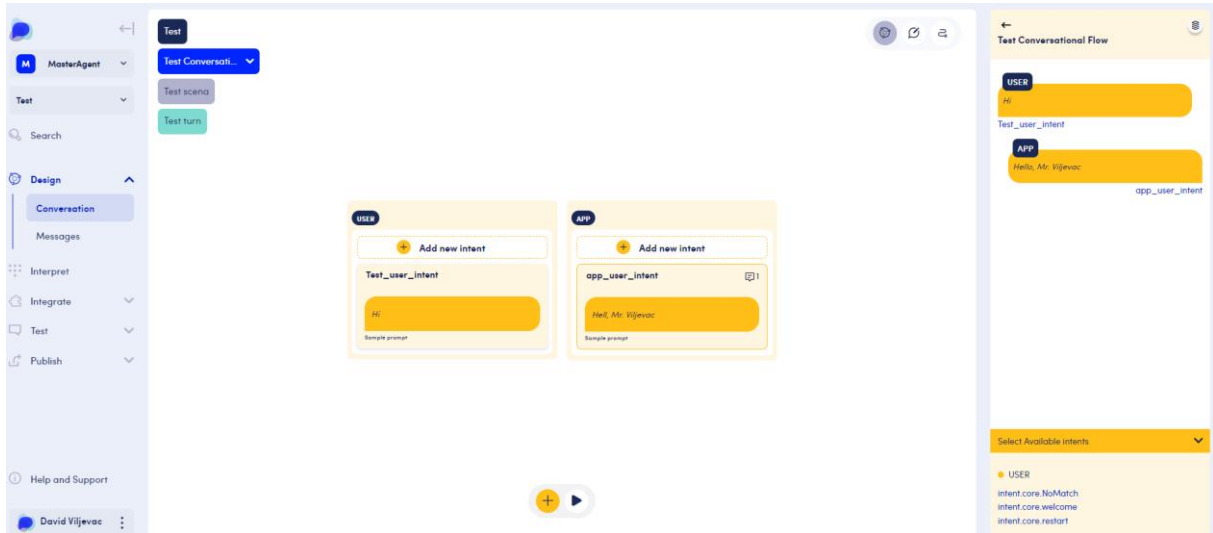 M MasterAgent
Test
Search
Design
Conversation
Messages
Interpret
Integrate
Test
Publish
Help and Support
David Viljevac
Test
Test Conversati...
Test scena
Test turn
USER
Add new intent
Test_user_intent
Hi
Sample prompt
APP
Add new intent
app_user_intent 1
Hell, Mr. Viljevac
Sample prompt
Test Conversational Flow
USER
Hi
Test_user_intent
APP
Hello, Mr. Viljevac
app_user_intent
Select Available intents
USER
intent.core.NoMatch
intent.core.welcome
intent.core.restart